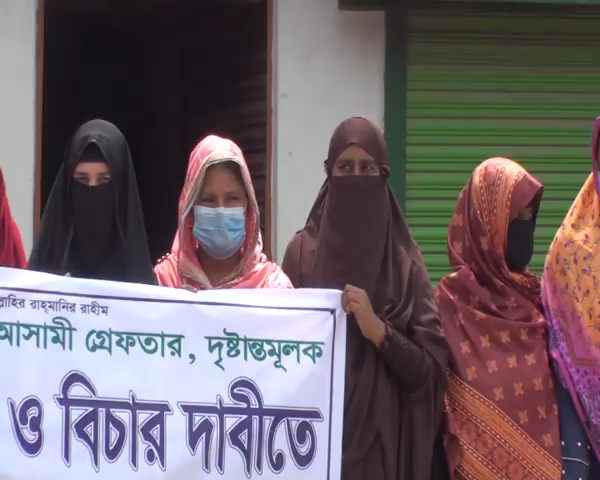 রাহমানির রাহীম
আসামী গ্রেফতার, দৃষ্টান্তমূলক
ও বিচার দাবীতে